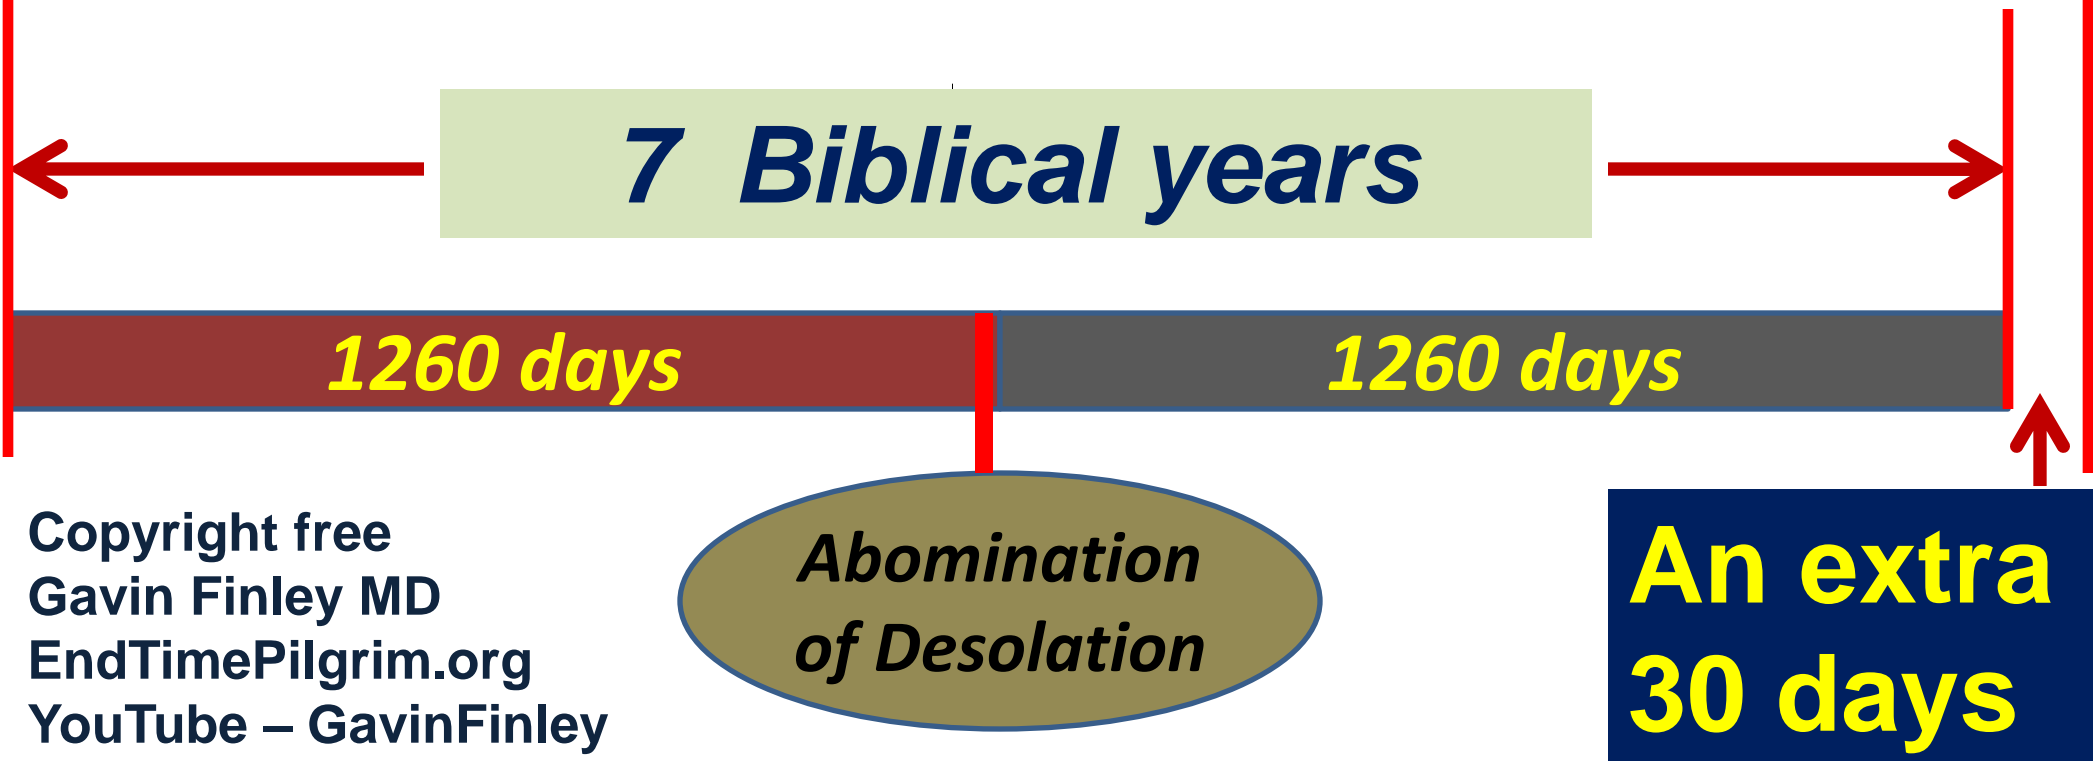 7 Biblical years
1260 days
1260 days
Abomination
of Desolation
Copyright free
Gavin Finley MD
EndTimePilgrim.org
YouTube – GavinFinley
An extra
30 days